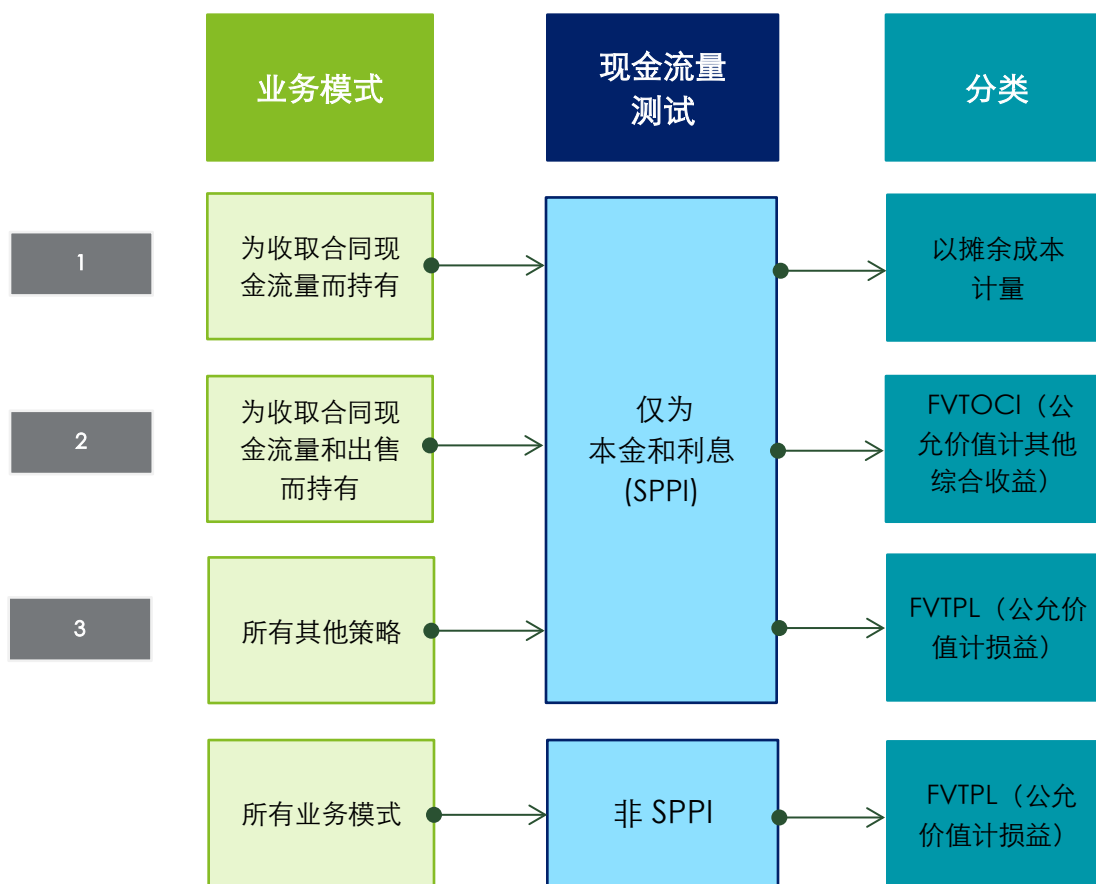 业务模式
现金流量
测试
分类
1
为收取合同现
金流量而持有
以摊余成本
计量
2
为收取合同现
金流量和出售
而持有
仅为
本金和利息
(SPPI)
FVTOCI（公
允价值计其他
综合收益）
3
所有其他策略
FVTPL（公允价
值计损益）
所有业务模式
非 SPPI
FVTPL（公允
价值计损益）